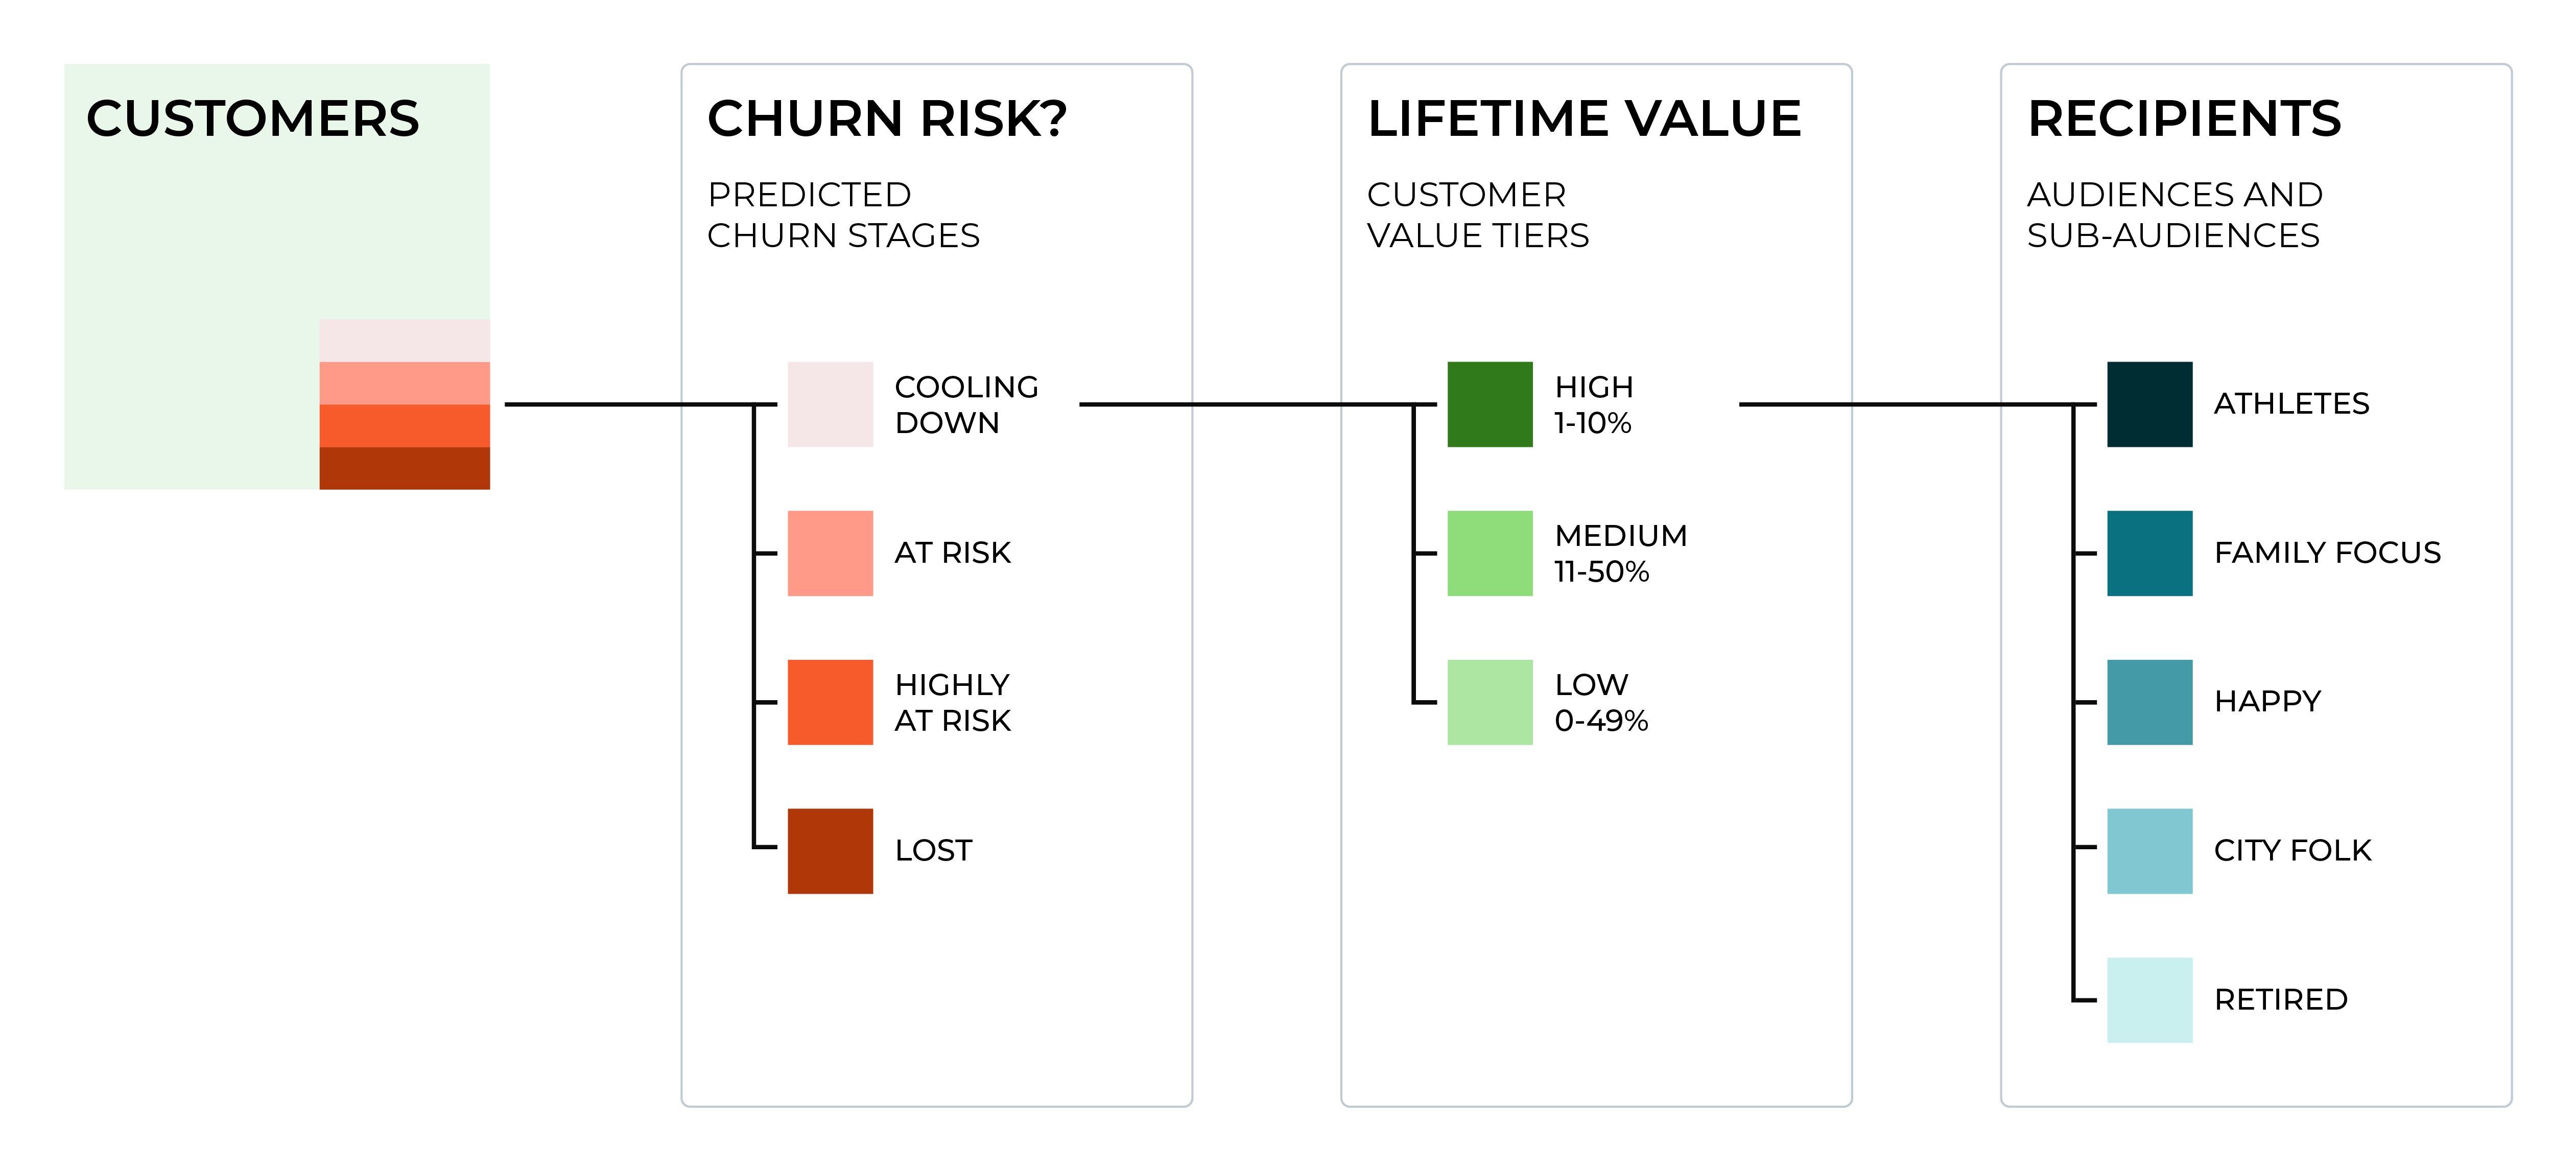 CUSTOMERS
CHURN RISK?
PREDICTED
CHURN STAGES
COOLING
DOWN
AT RISK
HIGHLY
AT RISK
LOST
LIFETIME VALUE
CUSTOMER
VALUE TIERS
HIGH
1-10%
MEDIUM
11-50%
LOW
0-49%
RECIPIENTS
AUDIENCES AND
SUB-AUDIENCES
ATHLETES
FAMILY FOCUS
HAPPY
CITY FOLK
RETIRED